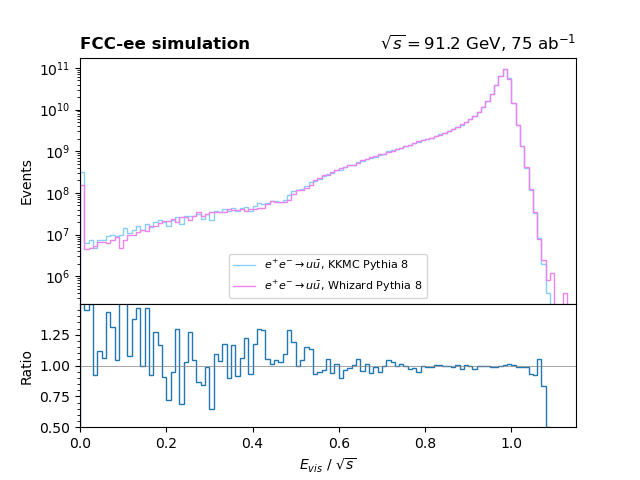 FCC-ee simulation
√s = 91.2 GeV, 75 ab⁻¹
10¹¹
10¹⁰
10⁹
10⁸
10⁷
10⁶
Events
e⁺e⁻ → uū, KKMC Pythia 8
e⁺e⁻ → uū, Whizard Pythia 8
1.25
1.00
0.75
0.50
Ratio
0.0 0.2 0.4 0.6 0.8 1.0
E_vis / √s